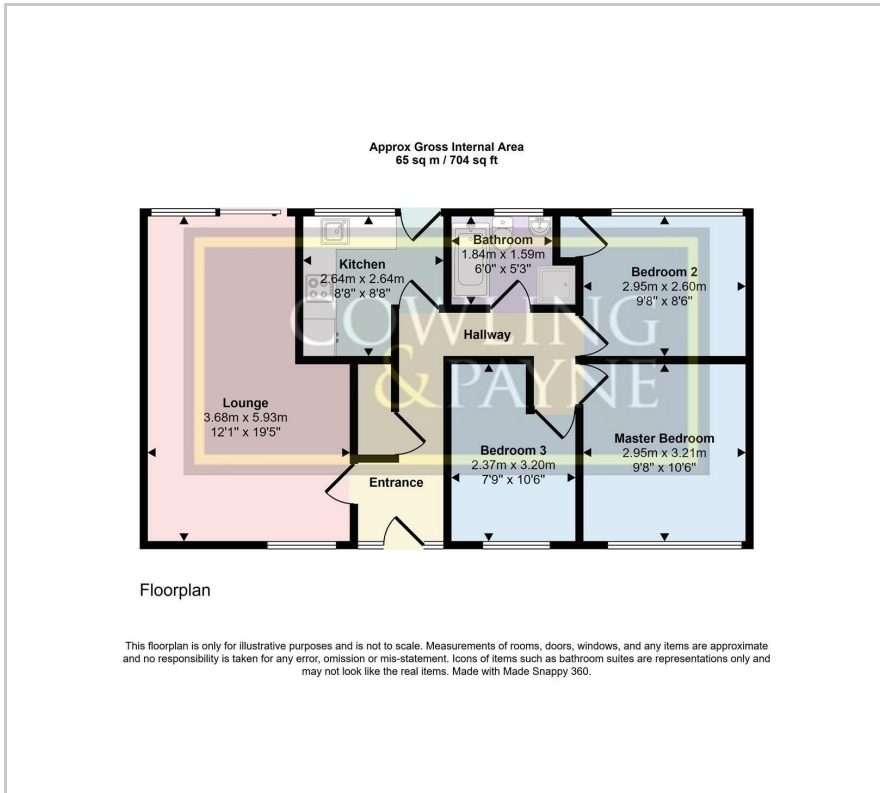 Approx Gross Internal Area
65 sq m / 704 sq ft
Kitchen
2.64m x 2.64m
8'8" x 8'8"
Bathroom
1.84m x 1.59m
6'0" x 5'3"
Bedroom 2
2.95m x 2.60m
9'8" x 8'6"
Hallway
COWLING
&PAYNE
Lounge
3.68m x 5.93m
12'1" x 19'5"
Bedroom 3
2.37m x 3.20m
7'9" x 10'6"
Master Bedroom
2.95m x 3.21m
9'8" x 10'6"
Entrance
Floorplan
This floorplan is only for illustrative purposes and is not to scale. Measurements of rooms, doors, windows, and any items are approximate
and no responsibility is taken for any error, omission or mis-statement. Icons of items such as bathroom suites are representations only and
may not look like the real items. Made with Made Snappy 360.